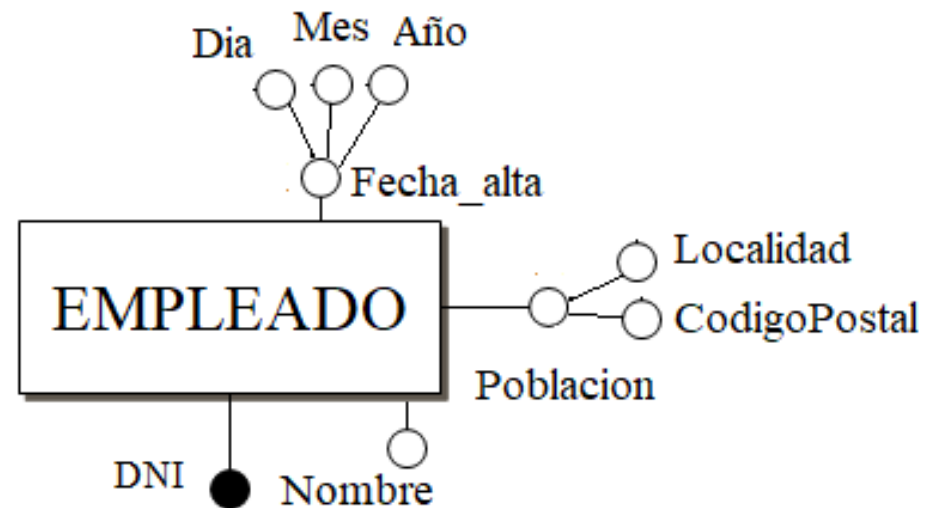 Dia
Mes
Año
Fecha_alta
EMPLEADO
Localidad
CodigoPostal
Poblacion
DNI
Nombre